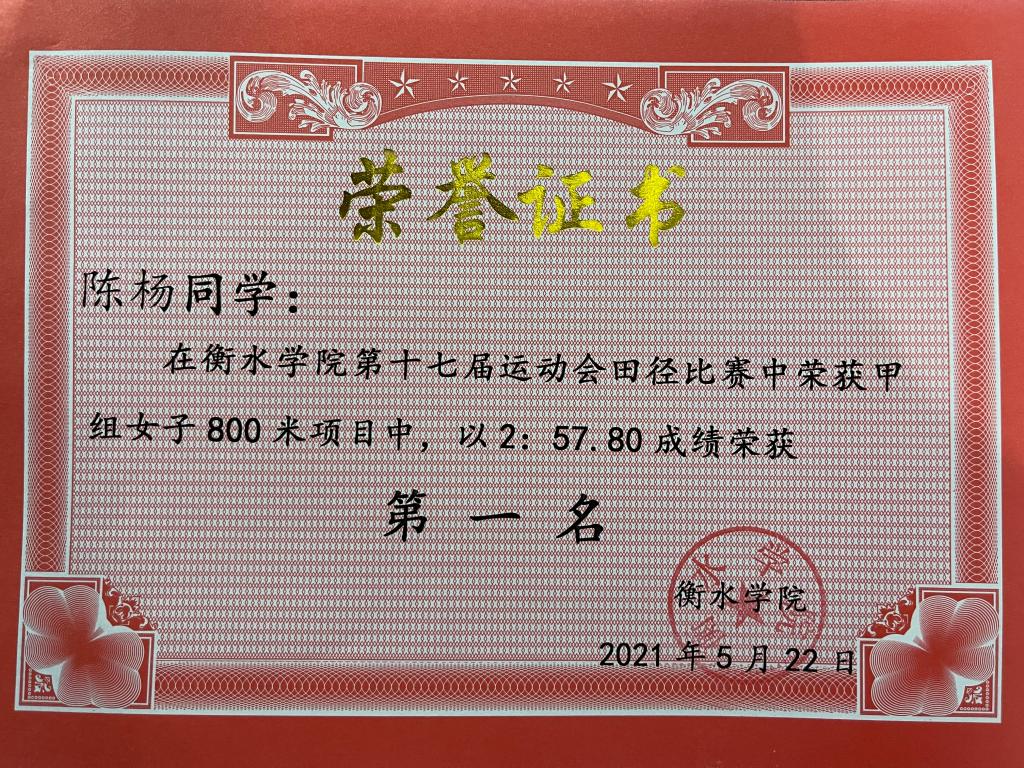 荣誉证书
陈杨同学：
在衡水学院第十七届运动会田径比赛中荣获甲
组女子800米项目中，以2：57.80成绩荣获
第一名
衡水学院
2021年5月22日